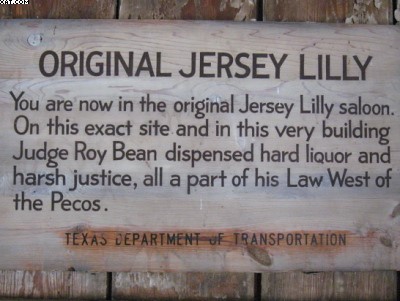 ORIGINAL JERSEY LILLY
You are now in the original Jersey Lilly saloon.
On this exact site and in this very building
Judge Roy Bean dispensed hard liquor and
harsh justice, all a part of his Law West of
the Pecos.
TEXAS DEPARTMENT OF TRANSPORTATION